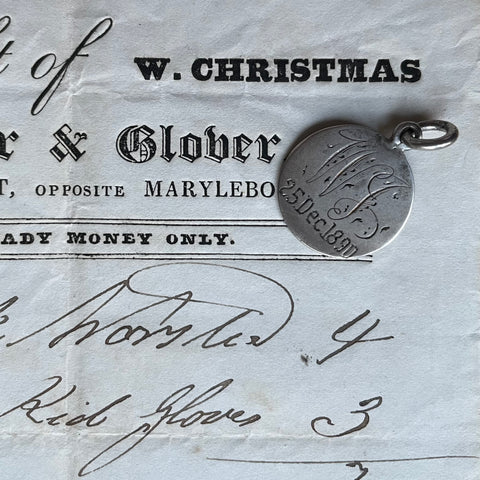 of W. CHRISTMAS
& Glover
OPPOSITE MARYLEBO
ADY MONEY ONLY.
25 Dec. 1890
Worsted 4
Kid Gloves 3